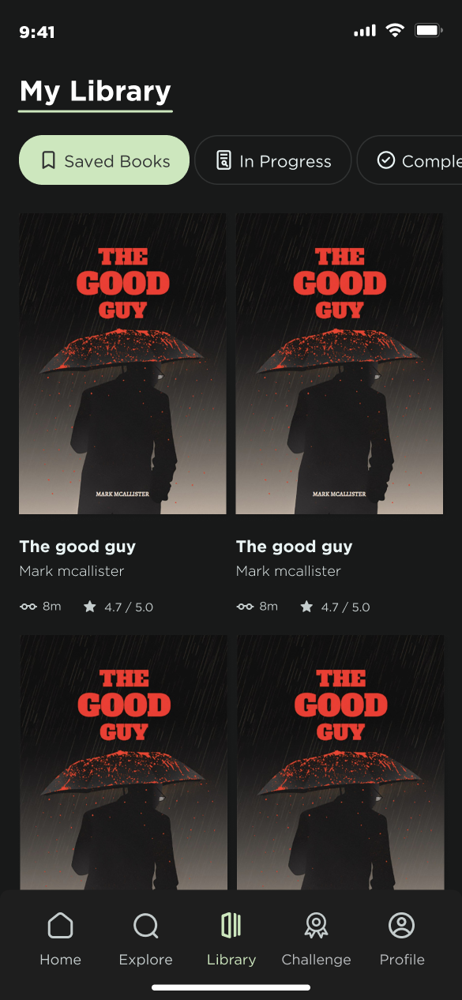 9:41
My Library
Saved Books
In Progress
Comple
THE
GOOD
GUY
MARK MCALLISTER
THE
GOOD
GUY
MARK MCALLISTER
The good guy
Mark mcallister
8m
4.7 / 5.0
The good guy
Mark mcallister
8m
4.7 / 5.0
THE
GOOD
GUY
THE
GOOD
GUY
Home
Explore
Library
Challenge
Profile